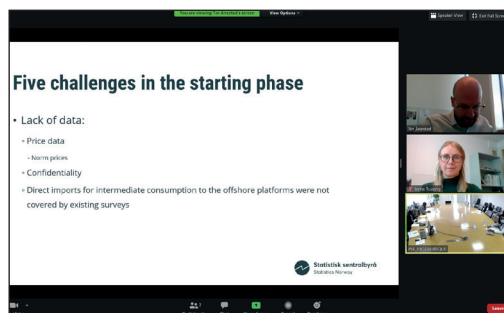 View Options
Speaker View
Exit Full Screen
Five challenges in the starting phase
• Lack of data:
◦ Price data
- Norm prices
◦ Confidentiality
◦ Direct imports for intermediate consumption to the offshore platforms were not
covered by existing surveys
Statistisk sentralbyrå
Statistics Norway
Leave